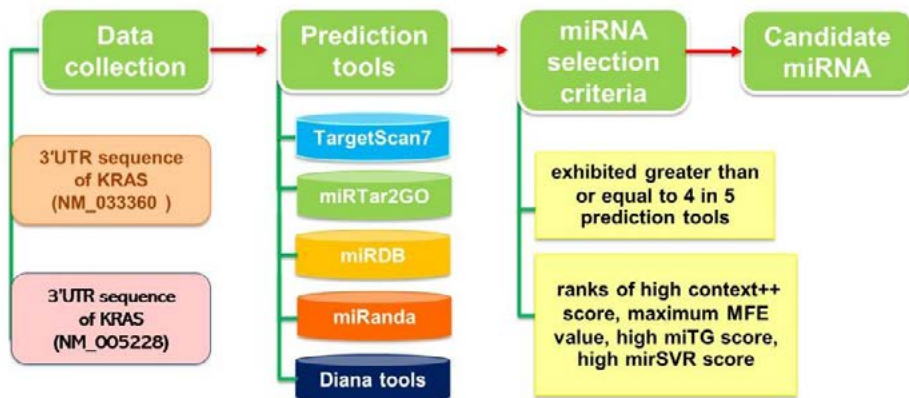 Data
collection
Prediction
tools
miRNA
selection
criteria
Candidate
miRNA
3'UTR sequence
of KRAS
(NM_033360 )
3'UTR sequence
of KRAS
(NM_005228)
TargetScan7
miRTar2GO
miRDB
miRanda
Diana tools
exhibited greater than
or equal to 4 in 5
prediction tools
ranks of high context++
score, maximum MFE
value, high miTG score,
high mirSVR score